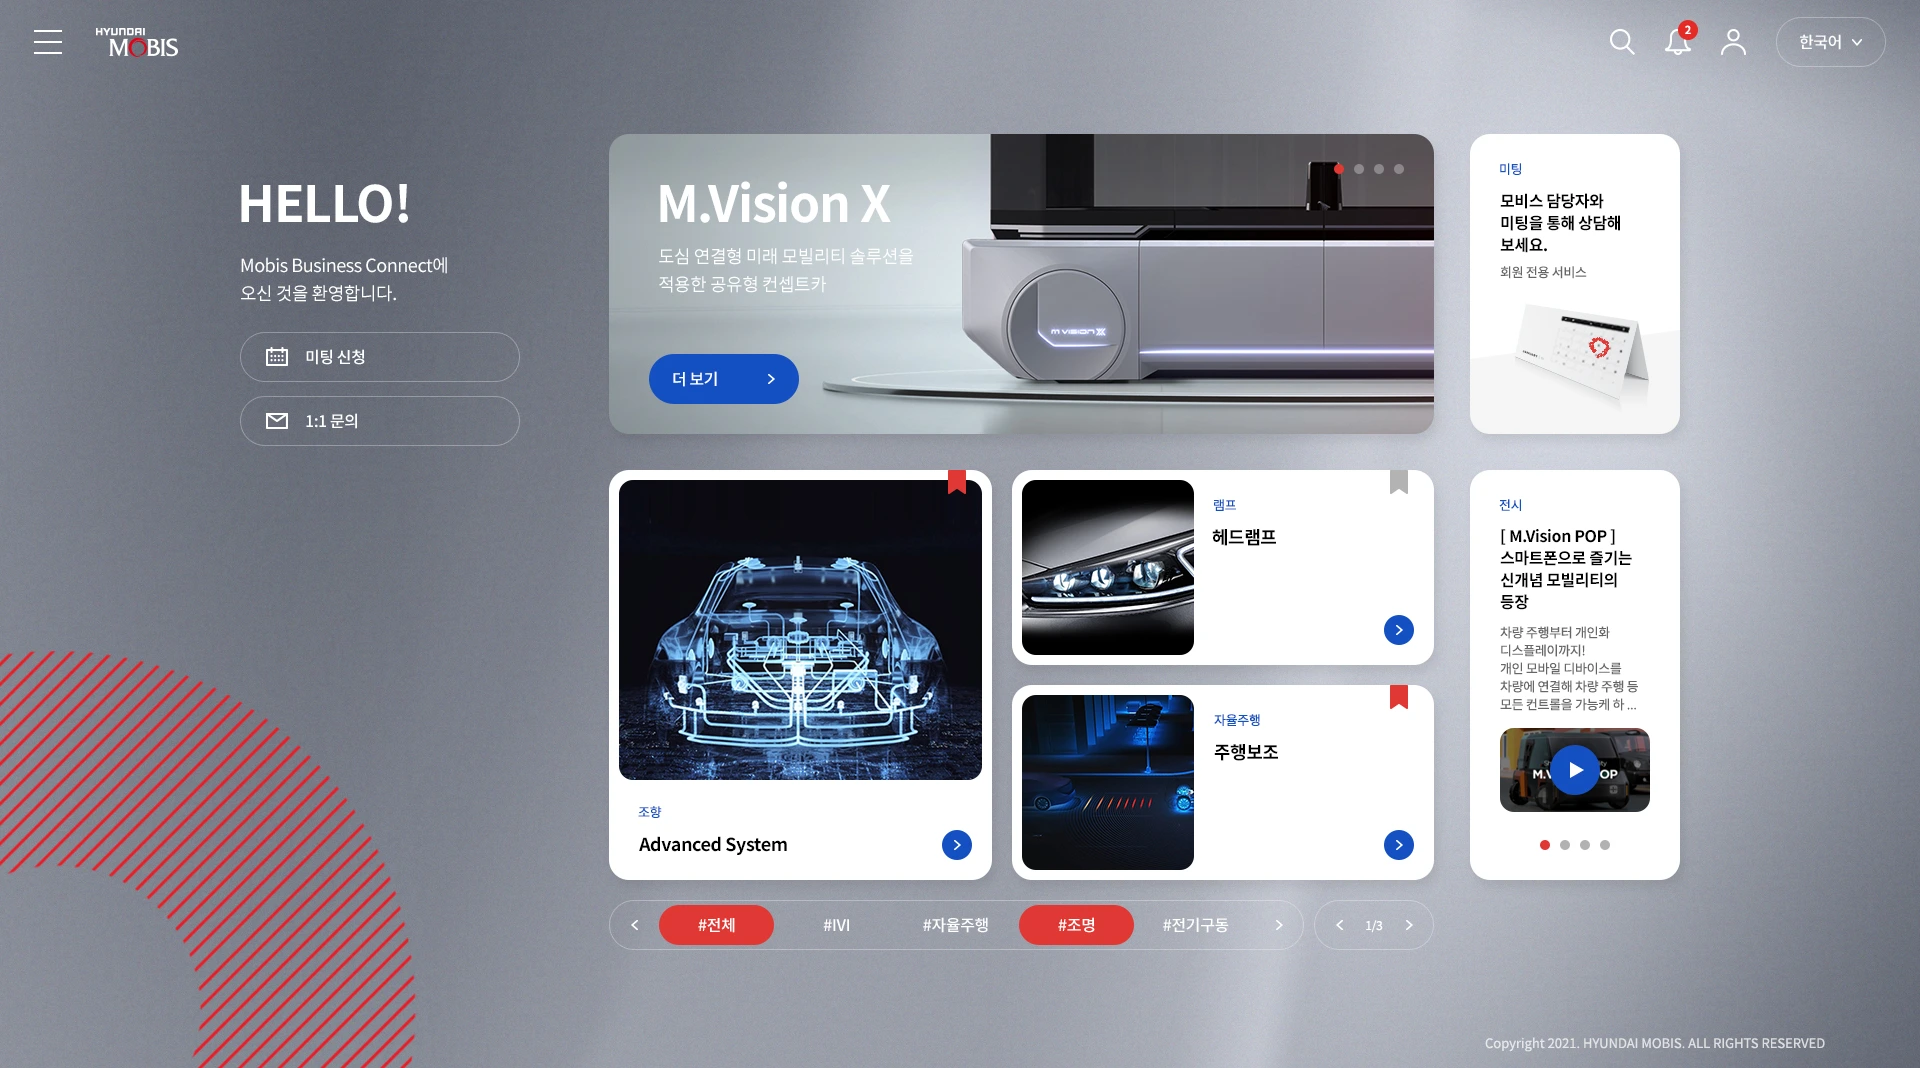 HYUNDAI
MOBIS
2
한국어
HELLO!
Mobis Business Connect에
오신 것을 환영합니다.
미팅 신청
1:1 문의
M.Vision X
도심 연결형 미래 모빌리티 솔루션을
적용한 공유형 컨셉트카
M VISION X
더 보기
미팅
모비스 담당자와
미팅을 통해 상담해
보세요.
회원 전용 서비스
조향
Advanced System
램프
헤드램프
자율주행
주행보조
전시
[ M.Vision POP ]
스마트폰으로 즐기는
신개념 모빌리티의
등장
차량 주행부터 개인화
디스플레이까지!
개인 모바일 디바이스를
차량에 연결해 차량 주행 등
모든 컨트롤을 가능케 하 ...
#전체
#IVI
#자율주행
#조명
#전기구동
1/3
Copyright 2021. HYUNDAI MOBIS. ALL RIGHTS RESERVED